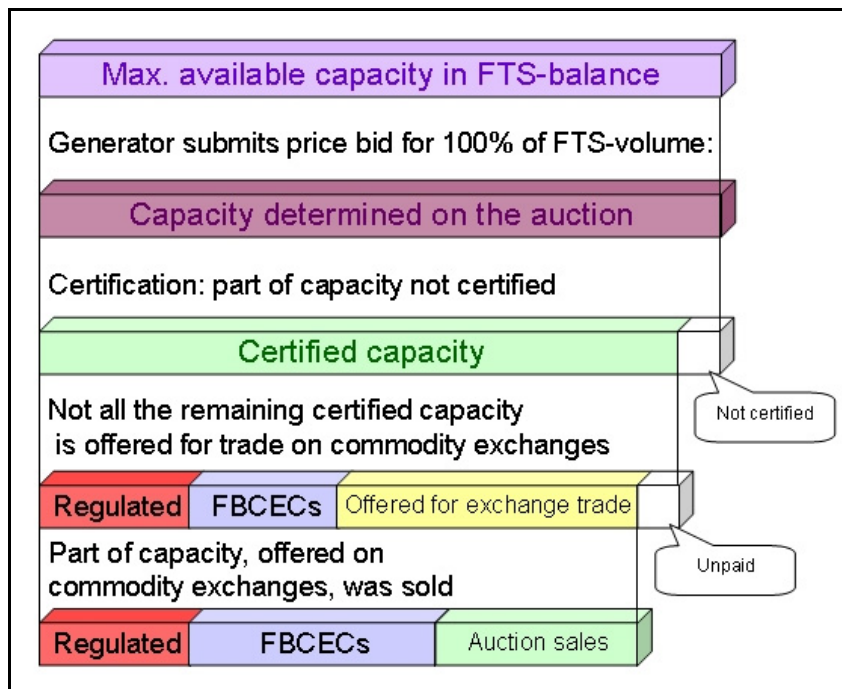 Max. available capacity in FTS-balance
Generator submits price bid for 100% of FTS-volume:
Capacity determined on the auction
Certification: part of capacity not certified
Certified capacity
Not certified
Not all the remaining certified capacity
is offered for trade on commodity exchanges
Regulated FBCECs Offered for exchange trade
Unpaid
Part of capacity, offered on
commodity exchanges, was sold
Regulated FBCECs Auction sales